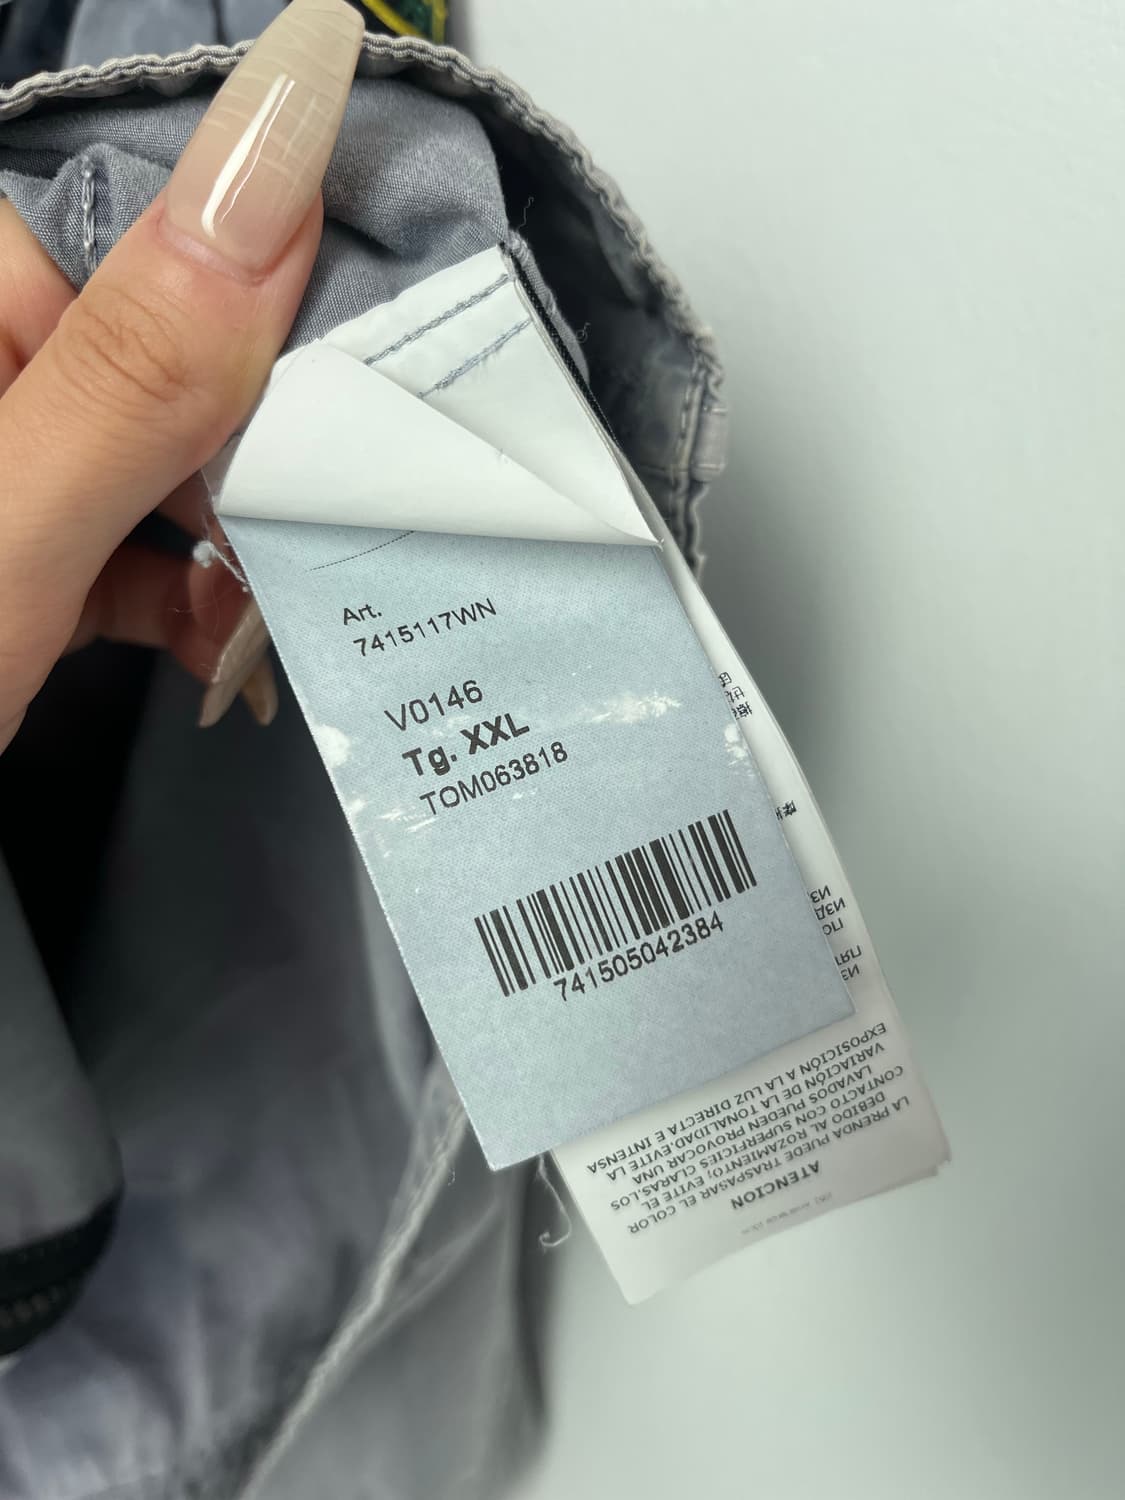 Art.
7415117WN
V0146
Tg. XXL
TOM063818
741505042384
ATENCION
LA PRENDA PUEDE TRASPASAR EL COLOR
DEBIDO AL ROZAMIENTO; EVITE EL
CONTACTO CON SUPERFICIES CLARAS.LOS
LAVADOS PUEDEN PROVOCAR UNA
VARIACIÓN DE LA TONALIDAD.EVITE LA
EXPOSICIÓN A LA LUZ DIRECTA E INTENSA